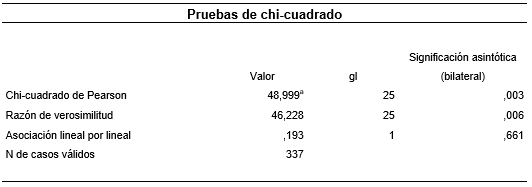 Pruebas de chi-cuadrado
Valor gl Significación asintótica (bilateral)
Chi-cuadrado de Pearson 48,999a 25 ,003
Razón de verosimilitud 46,228 25 ,006
Asociación lineal por lineal ,193 1 ,661
N de casos válidos 337